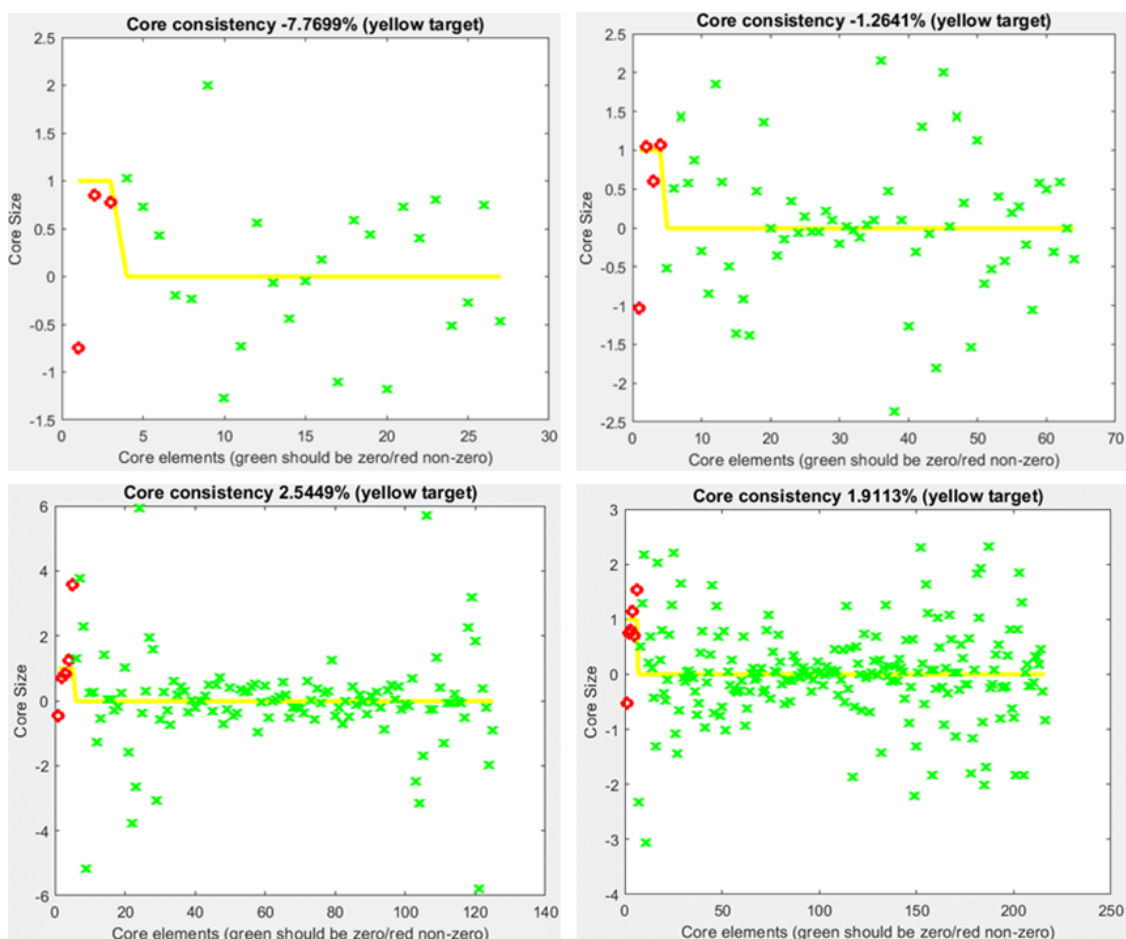 Core consistency -7.7699% (yellow target)
2.5
2
1.5
1
0.5
0
-0.5
-1
-1.5
Core Size
0 5 10 15 20 25 30
Core elements (green should be zero/red non-zero)
Core consistency -1.2641% (yellow target)
2.5
2
1.5
1
0.5
0
-0.5
-1
-1.5
-2
-2.5
Core Size
0 10 20 30 40 50 60 70
Core elements (green should be zero/red non-zero)
Core consistency 2.5449% (yellow target)
6
4
2
0
-2
-4
-6
Core Size
0 20 40 60 80 100 120 140
Core elements (green should be zero/red non-zero)
Core consistency 1.9113% (yellow target)
3
2
1
0
-1
-2
-3
-4
Core Size
0 50 100 150 200 250
Core elements (green should be zero/red non-zero)